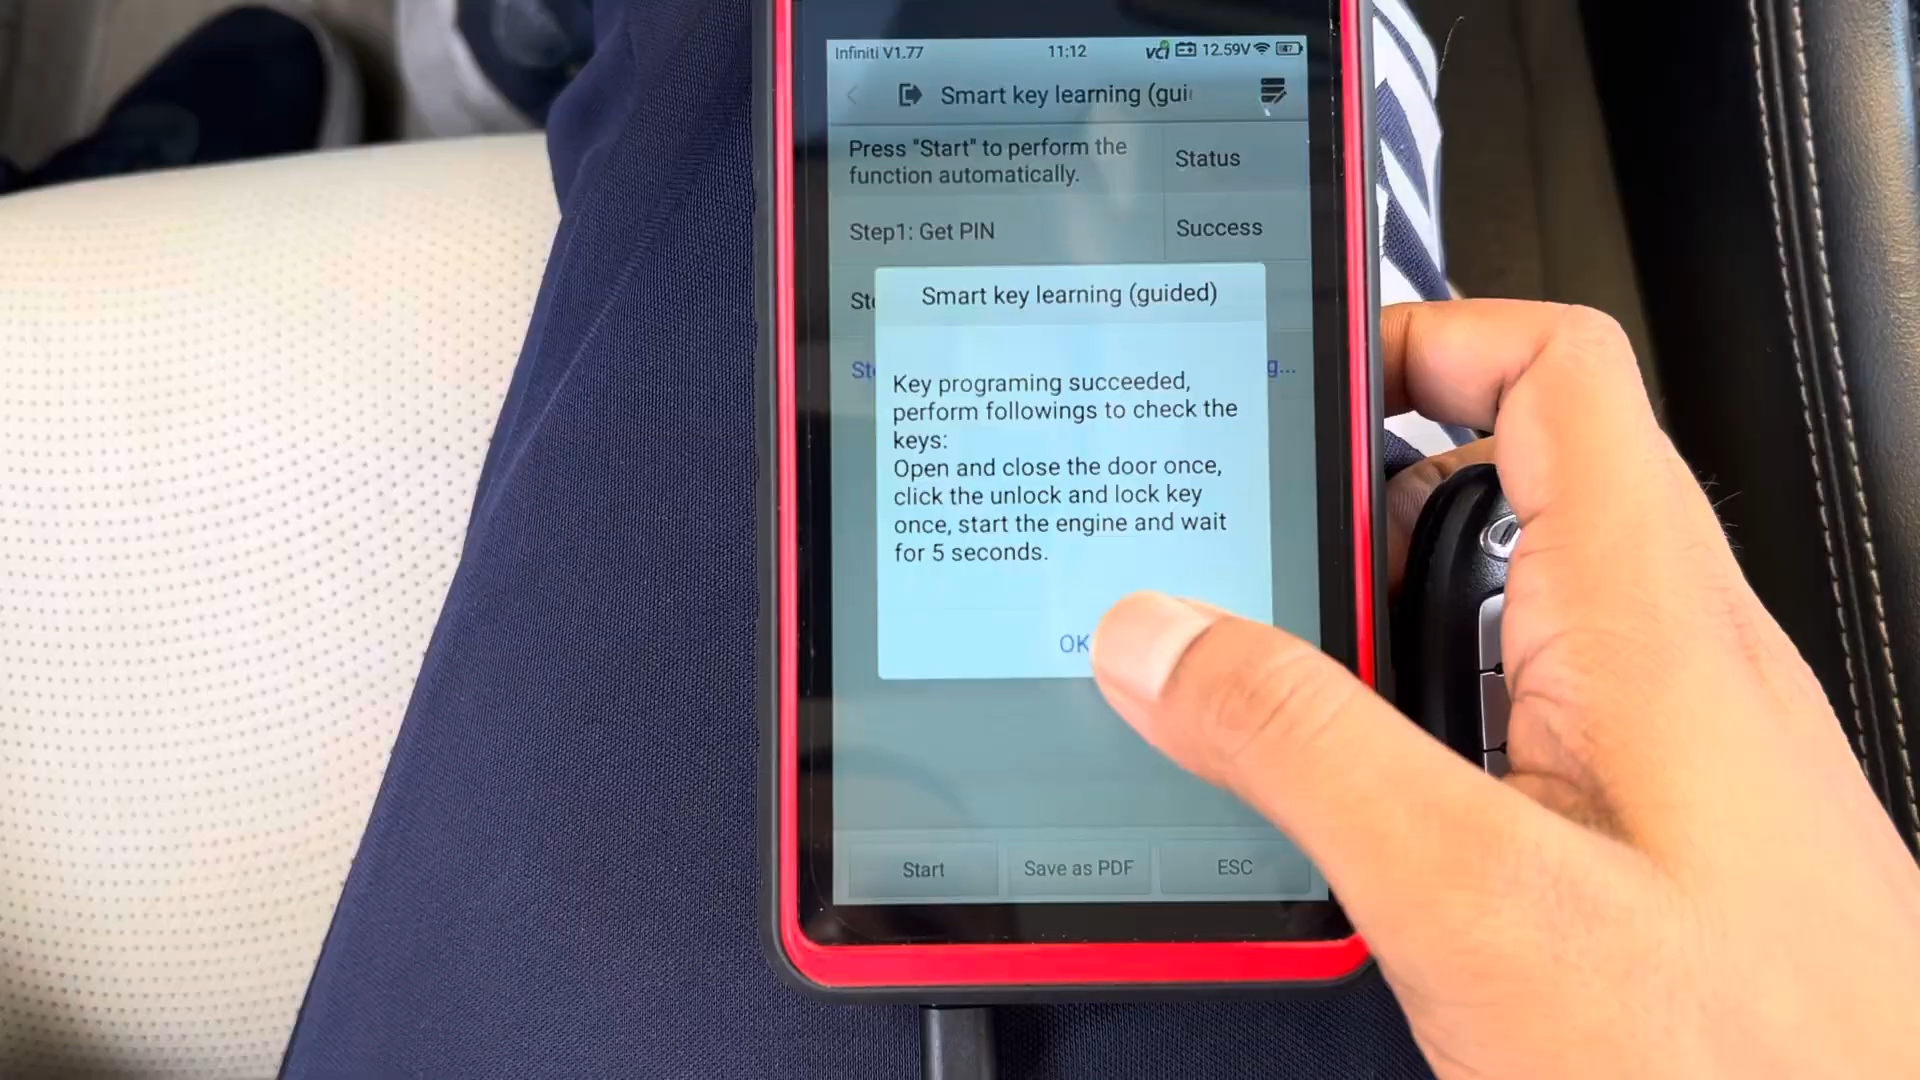 Infiniti V1.77 11:12 VCI 12.59V
Smart key learning (gui
Press "Start" to perform the
function automatically.
Status
Step1: Get PIN
Success
Smart key learning (guided)
Key programing succeeded,
perform followings to check the
keys:
Open and close the door once,
click the unlock and lock key
once, start the engine and wait
for 5 seconds.
OK
Start Save as PDF ESC